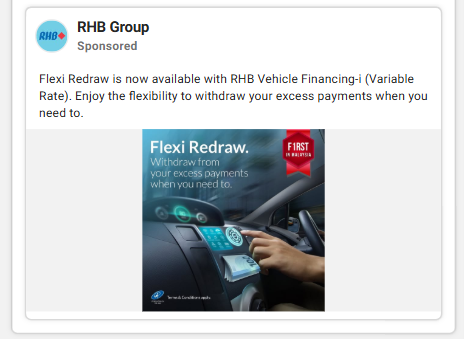 RHB
RHB Group
Sponsored
Flexi Redraw is now available with RHB Vehicle Financing-i (Variable
Rate). Enjoy the flexibility to withdraw your excess payments when you
need to.
Flexi Redraw.
Withdraw from
your excess payments
when you need to.
FIRST
IN MALAYSIA
Terms & Conditions apply.